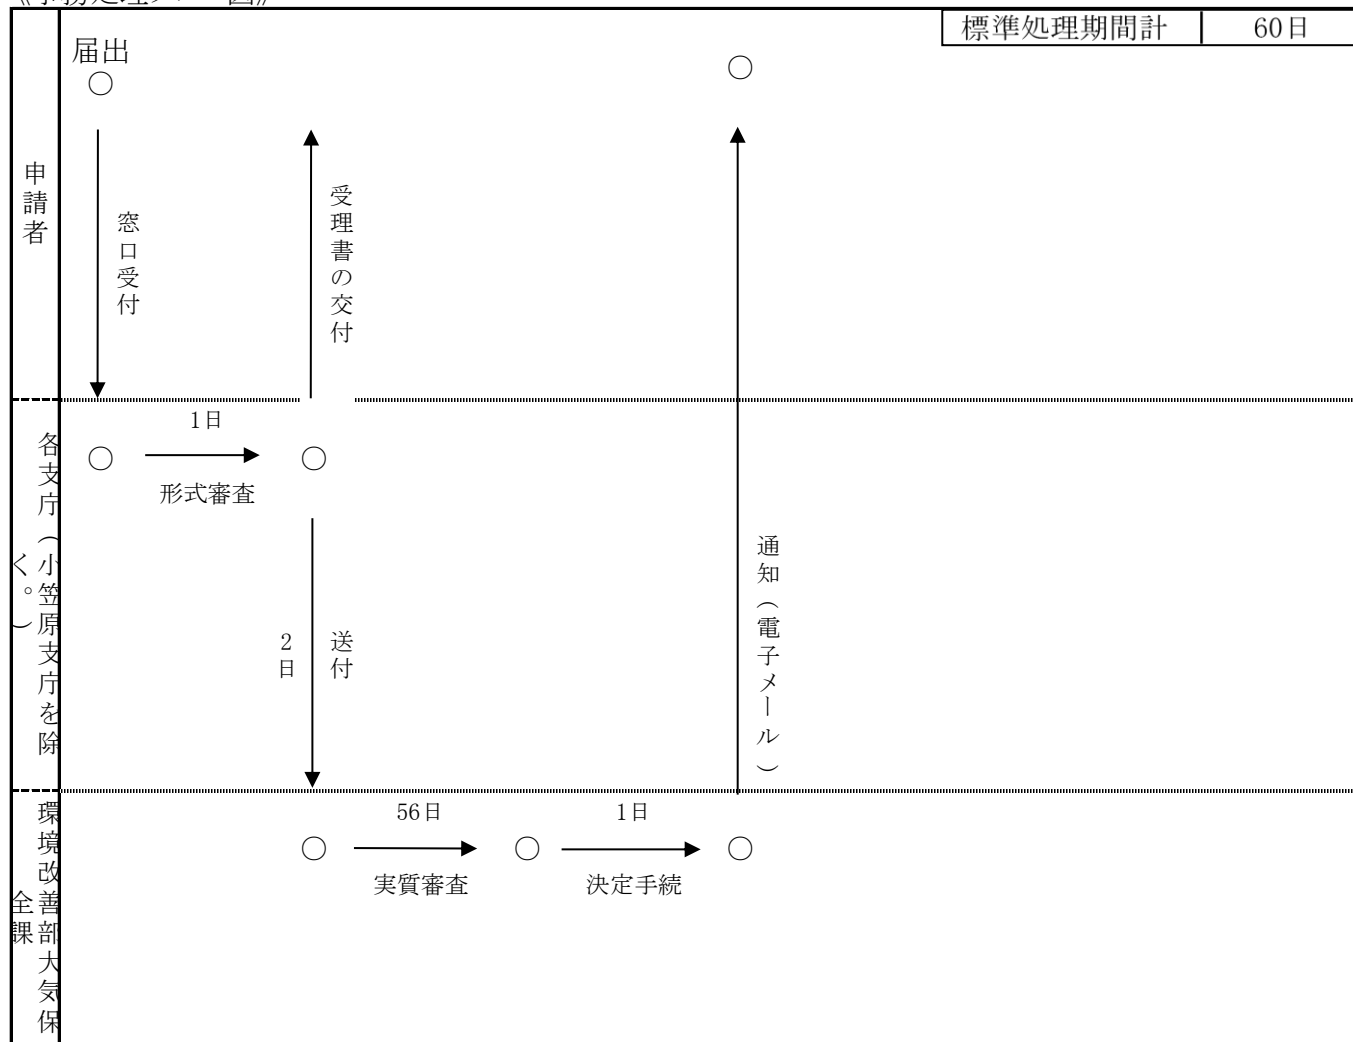 標準処理期間計 60日
届出
申請者
窓口受付
受理書の交付
1日
形式審査
各支庁(小笠原支庁を除
く。)
2日
送付
通知(電子メール)
56日
1日
実質審査
決定手続
環境改善部大気保
全課